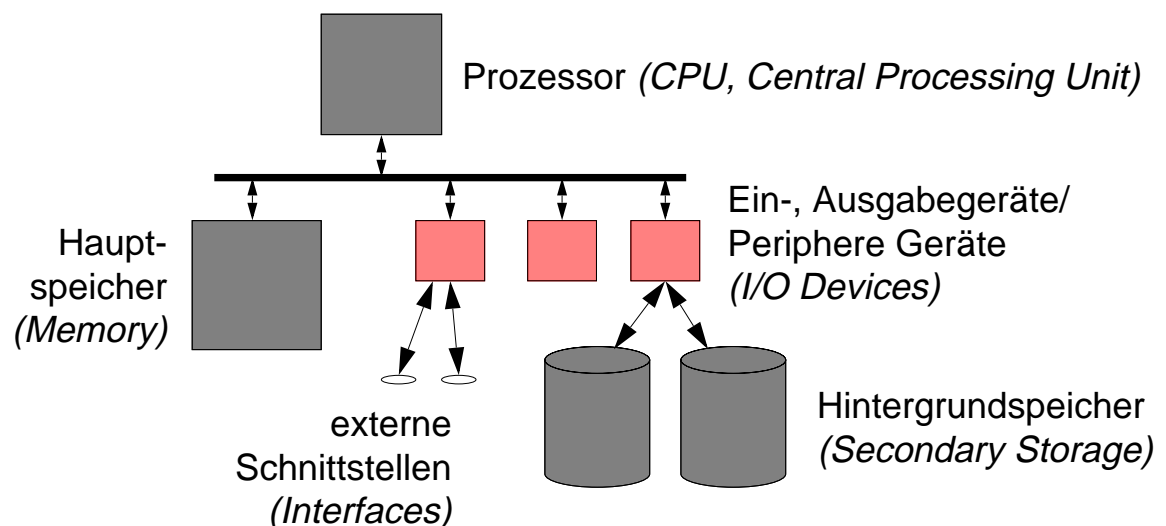 Prozessor (CPU, Central Processing Unit)
Ein-, Ausgabegeräte/
Periphere Geräte
(I/O Devices)
Haupt-
speicher
(Memory)
externe
Schnittstellen
(Interfaces)
Hintergrundspeicher
(Secondary Storage)